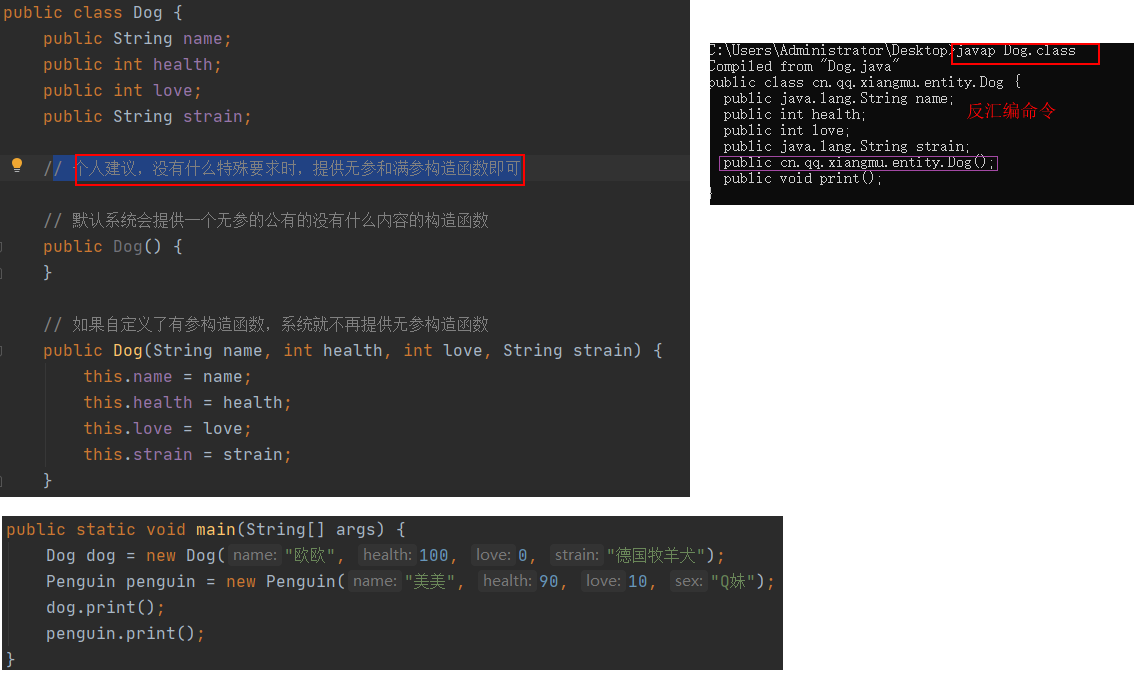 public class Dog {
public String name;
public int health;
public int love;
public String strain;
// 个人建议，没有什么特殊要求时，提供无参和满参构造函数即可
// 默认系统会提供一个无参的公有的没有什么内容的构造函数
public Dog() {
}
// 如果自定义了有参构造函数，系统就不再提供无参构造函数
public Dog(String name, int health, int love, String strain) {
this.name = name;
this.health = health;
this.love = love;
this.strain = strain;
}
C:\Users\Administrator\Desktop>javap Dog.class
Compiled from "Dog.java"
public class cn.qq.xiangmu.entity.Dog {
public java.lang.String name;
public int health;
反汇编命令
public int love;
public java.lang.String strain;
public cn.qq.xiangmu.entity.Dog();
public void print();
}
public static void main(String[] args) {
Dog dog = new Dog( name: "欧欧", health: 100, love: 0, strain: "德国牧羊犬");
Penguin penguin = new Penguin( name: "美美", health: 90, love: 10, sex: "Q妹");
dog.print();
penguin.print();
}